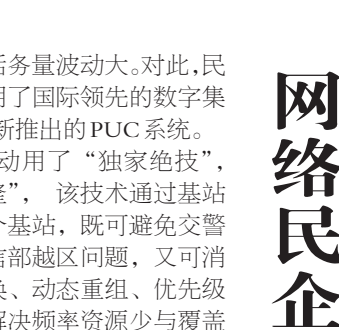 务量波动大。对此,民
用了国际领先的数字集
新推出的PUC系统。
动用了“独家绝技”,
”, 该技术通过基站
个基站, 既可避免交警
信部越区问题, 又可消
、动态重组、优先级
解决频率资源少与覆盖
网络民企